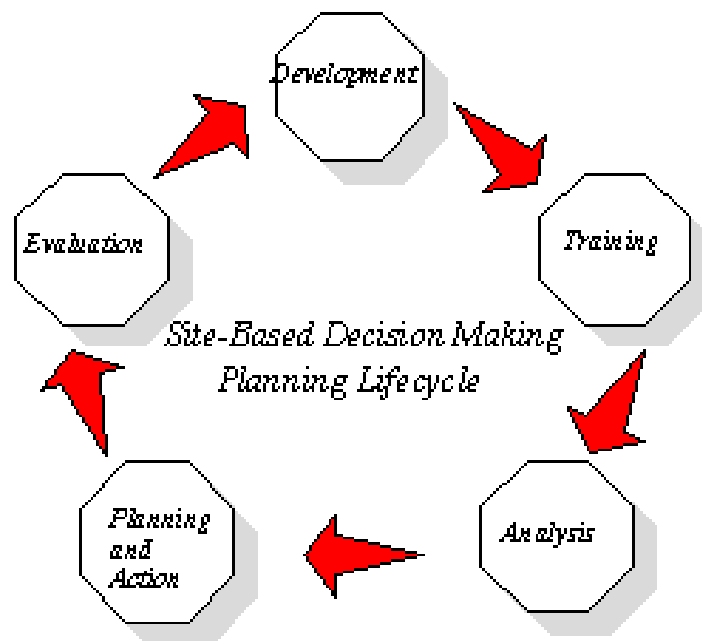 Development
Training
Evaluation
Site-Based Decision Making
Planning Lifecycle
Planning
and
Action
Analysis